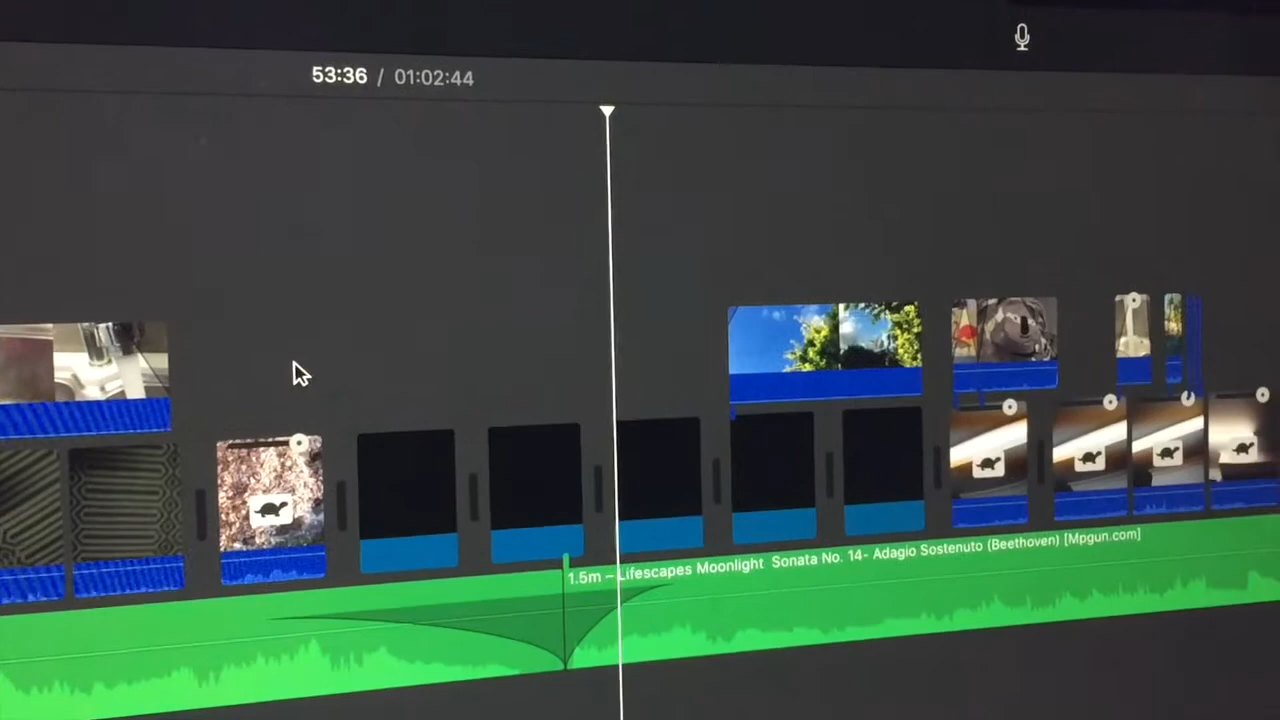 53:36 / 01:02:44
1.5m – Lifescapes Moonlight Sonata No. 14- Adagio Sostenuto (Beethoven) [Mpgun.com]